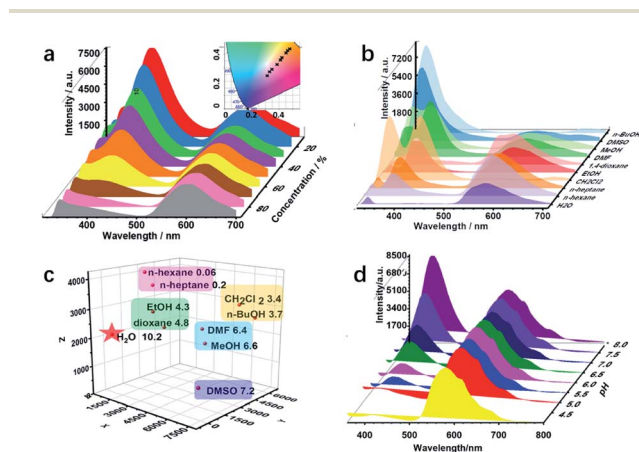 a
7500
6000
4500
3000
1500
Intensity / a.u.
0.4
0.2
0
0.2 0.4
20
40
60
80
Concentration / %
400 500 600 700
Wavelength / nm
b
7200
5400
3600
1800
Intensity / a.u.
n-BuOH
DMSO
MeOH
DMF
1,4-dioxane
EtOH
CH2Cl2
n-heptane
n-hexane
H2O
400 500 600 700
Wavelength / nm
c
4000
3000
2000
1000
0
Z
n-hexane 0.06
n-heptane 0.2
CH2Cl 2 3.4
n-BuOH 3.7
EtOH 4.3
dioxane 4.8
H2O 10.2
DMF 6.4
MeOH 6.6
DMSO 7.2
1500
3000
4500
6000
7500
X
0
1500
3000
4500
6000
Y
d
8500
6800
5100
3400
1700
Intensity/a.u.
8.0
7.5
7.0
6.5
6.0
5.5
5.0
4.5
pH
400 500 600 700 800
Wavelength/nm